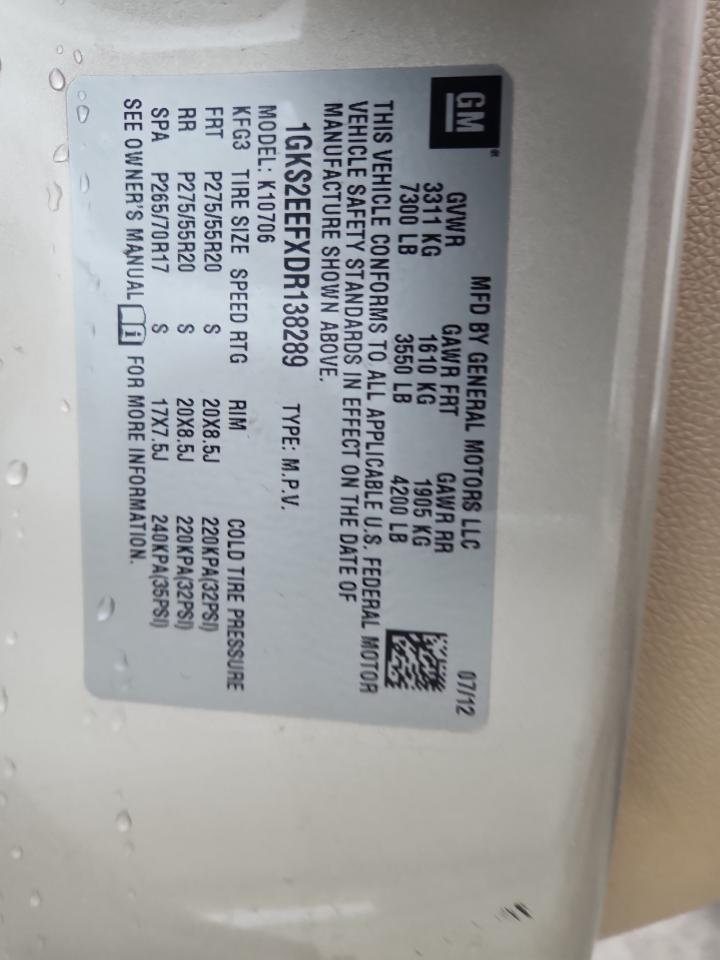 GM
MFD BY GENERAL MOTORS LLC 07/12
GVWR GAWR FRT GAWR RR
3311 KG 1610 KG 1905 KG
7300 LB 3550 LB 4200 LB
THIS VEHICLE CONFORMS TO ALL APPLICABLE U.S. FEDERAL MOTOR
VEHICLE SAFETY STANDARDS IN EFFECT ON THE DATE OF
MANUFACTURE SHOWN ABOVE.
1GKS2EEFXDR138289 TYPE: M.P.V.
MODEL: K10706
KFG3 TIRE SIZE SPEED RTG RIM COLD TIRE PRESSURE
FRT P275/55R20 S 20X8.5J 220KPA(32PSI)
RR P275/55R20 S 20X8.5J 220KPA(32PSI)
SPA P265/70R17 S 17X7.5J 240KPA(35PSI)
SEE OWNER'S MANUAL i FOR MORE INFORMATION.